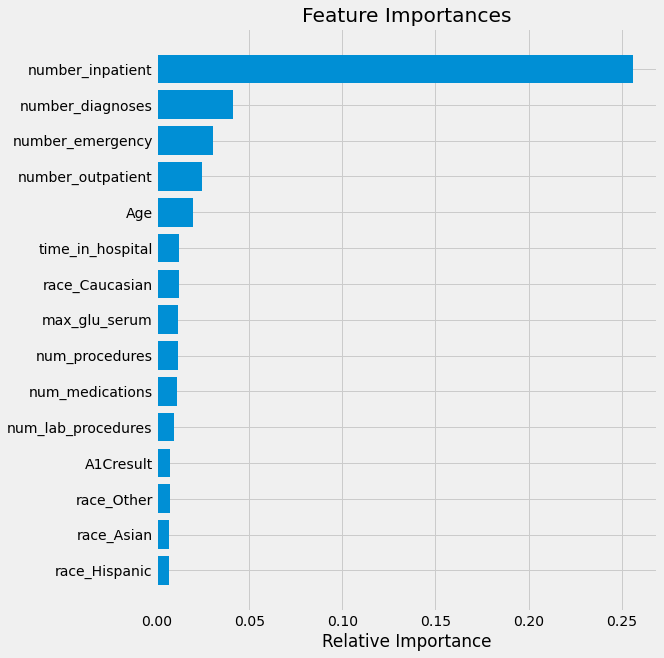 Feature Importances
number_inpatient
number_diagnoses
number_emergency
number_outpatient
Age
time_in_hospital
race_Caucasian
max_glu_serum
num_procedures
num_medications
num_lab_procedures
A1Cresult
race_Other
race_Asian
race_Hispanic
0.00 0.05 0.10 0.15 0.20 0.25
Relative Importance